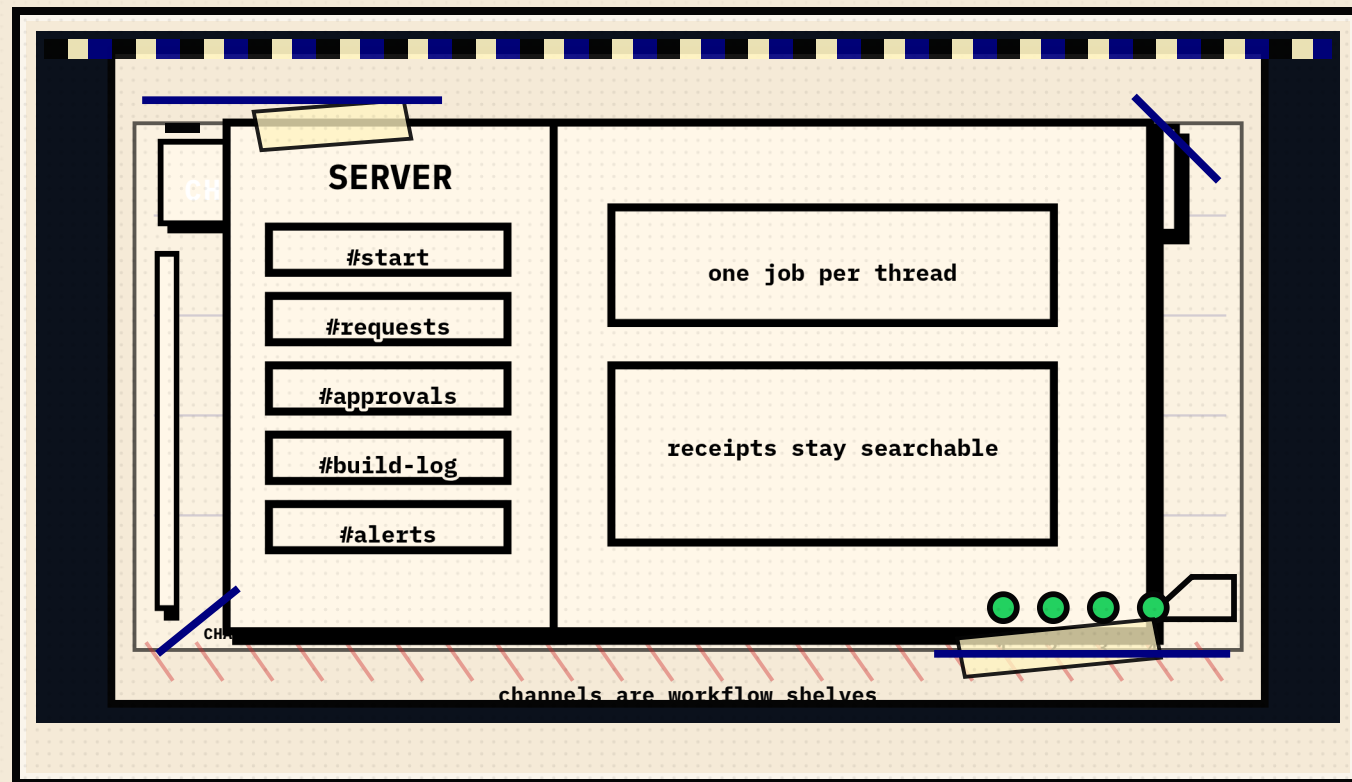 SERVER
#start
#requests
#approvals
#build-log
#alerts
one job per thread
receipts stay searchable
channels are workflow shelves